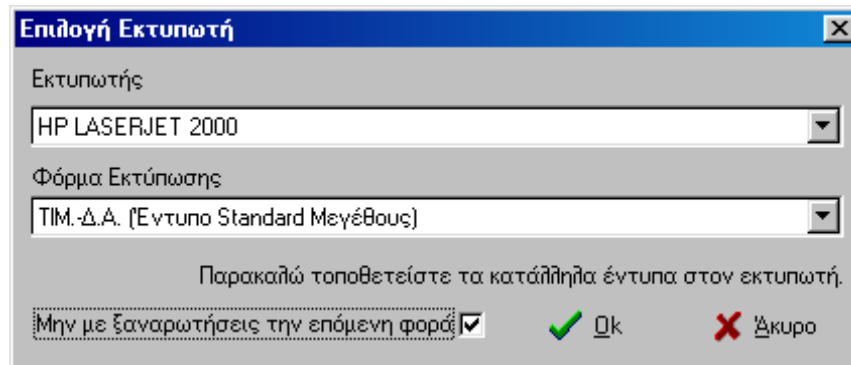 Επιλογή Εκτυπωτή
Εκτυπωτής
HP LASERJET 2000
Φόρμα Εκτύπωσης
ΤΙΜ.-Δ.Α. (Έντυπο Standard Μεγέθους)
Παρακαλώ τοποθετείστε τα κατάλληλα έντυπα στον εκτυπωτή.
Μην με ξαναρωτήσεις την επόμενη φορά Ok Άκυρο